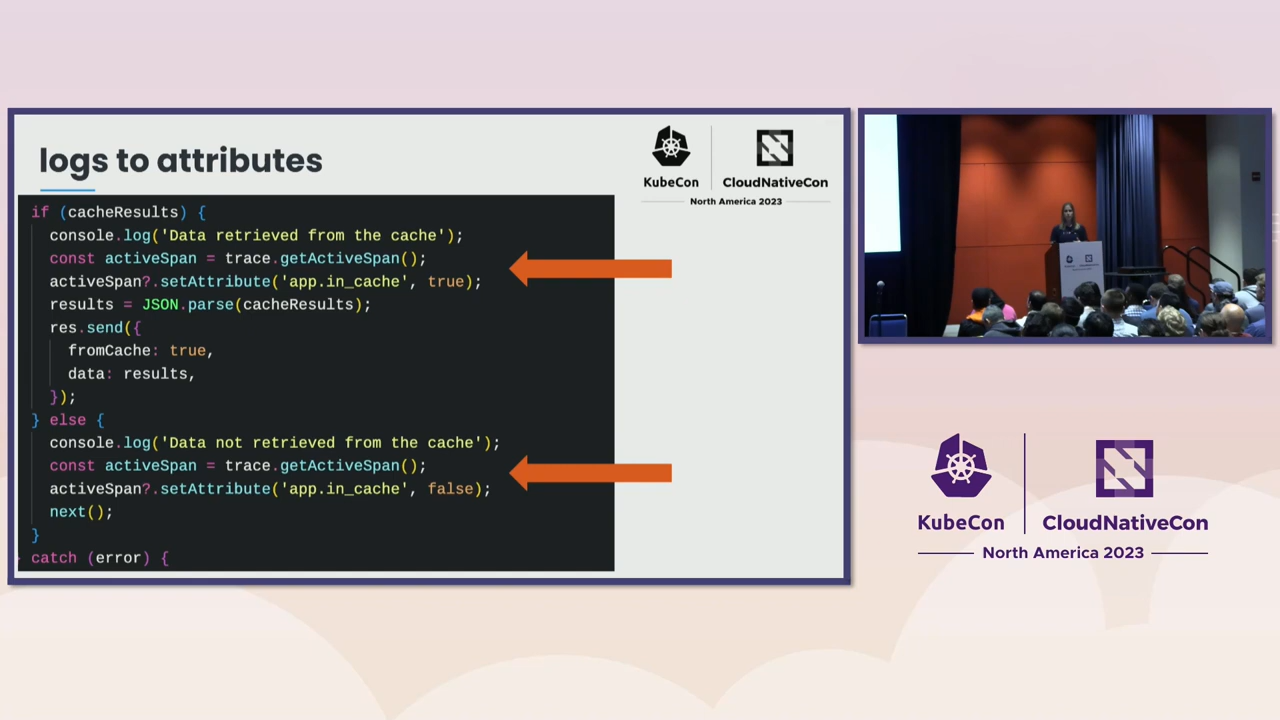 logs to attributes
KubeCon
CloudNativeCon
North America 2023
if (cacheResults) {
console.log('Data retrieved from the cache');
const activeSpan = trace.getActiveSpan();
activeSpan?.setAttribute('app.in_cache', true);
results = JSON.parse(cacheResults);
res.send({
fromCache: true,
data: results,
});
} else {
console.log('Data not retrieved from the cache');
const activeSpan = trace.getActiveSpan();
activeSpan?.setAttribute('app.in_cache', false);
next();
}
catch (error) {
KubeCon
CloudNativeCon
North America 2023